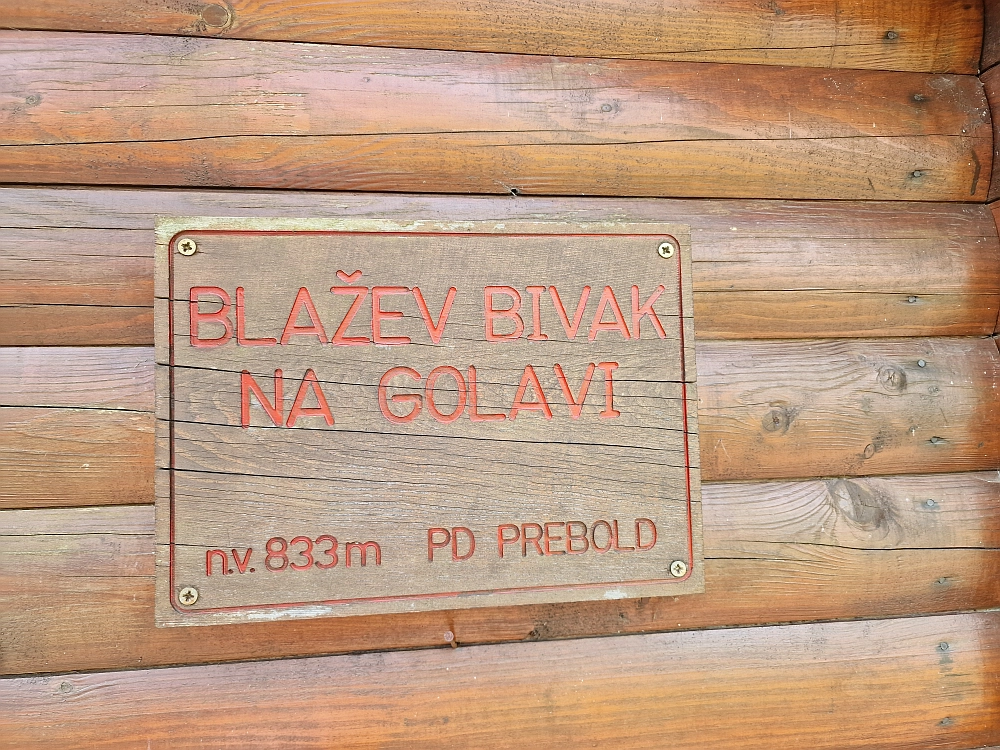 BLAŽEV BIVAK
NA GOLAVI
n.v. 833m PD PREBOLD